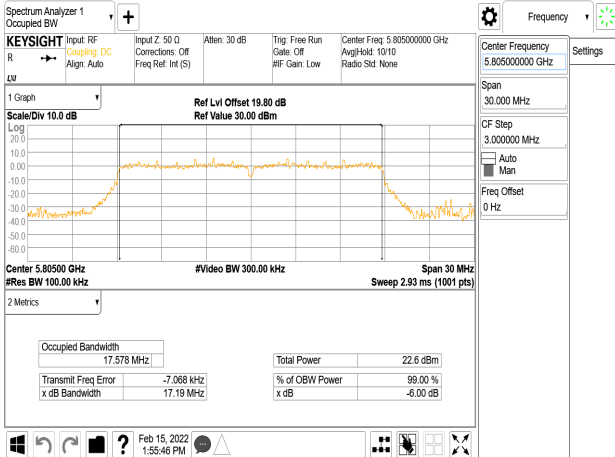 Spectrum Analyzer 1
Occupied BW
Frequency
KEYSIGHT
R
LXI
Input: RF
Coupling: DC
Align: Auto
Input Z: 50 Ω
Corrections: Off
Freq Ref: Int (S)
Atten: 30 dB
Trig: Free Run
Gate: Off
#IF Gain: Low
Center Freq: 5.805000000 GHz
Avg|Hold: 10/10
Radio Std: None
Center Frequency
5.805000000 GHz
Settings
Span
30.000 MHz
CF Step
3.000000 MHz
Auto
Man
Freq Offset
0 Hz
1 Graph
Scale/Div 10.0 dB
Ref Lvl Offset 19.80 dB
Ref Value 30.00 dBm
Log
20.0
10.0
0.00
-10.0
-20.0
-30.0
-40.0
-50.0
-60.0
Center 5.80500 GHz
#Video BW 300.00 kHz
Span 30 MHz
#Res BW 100.00 kHz
Sweep 2.93 ms (1001 pts)
2 Metrics
Occupied Bandwidth
17.578 MHz
Total Power 22.6 dBm
Transmit Freq Error -7.068 kHz
% of OBW Power 99.00 %
x dB Bandwidth 17.19 MHz
x dB -6.00 dB
?
Feb 15, 2022
1:55:46 PM